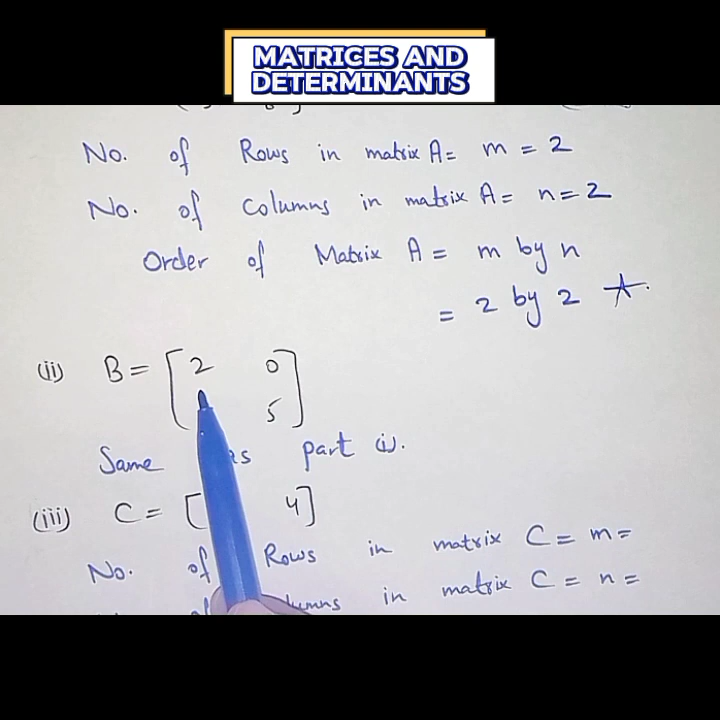 MATRICES AND
DETERMINANTS
No. of Rows in matrix A = m = 2
No. of Columns in matrix A = n = 2
Order of Matrix A = m by n
= 2 by 2
(ii) B = [ 2 0
5 ]
Same part (i).
(iii) C = [ 4 ]
No. of Rows in matrix C = m =
in matrix C = n =